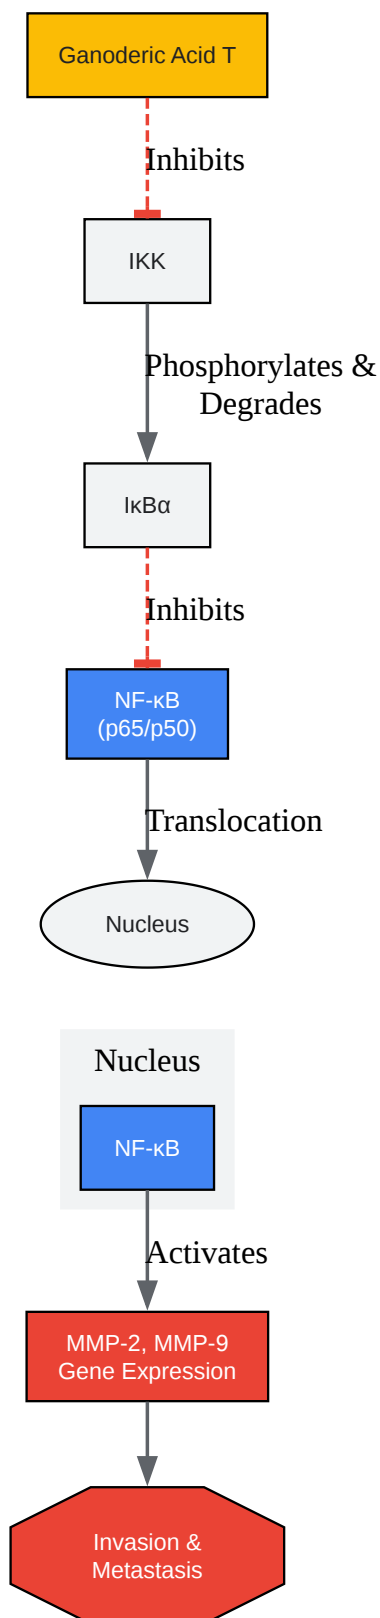 Ganoderic Acid T
Inhibits
IKK
Phosphorylates &
Degrades
IκBα
Inhibits
NF-κB
(p65/p50)
Translocation
Nucleus
Nucleus
NF-κB
Activates
MMP-2, MMP-9
Gene Expression
Invasion &
Metastasis